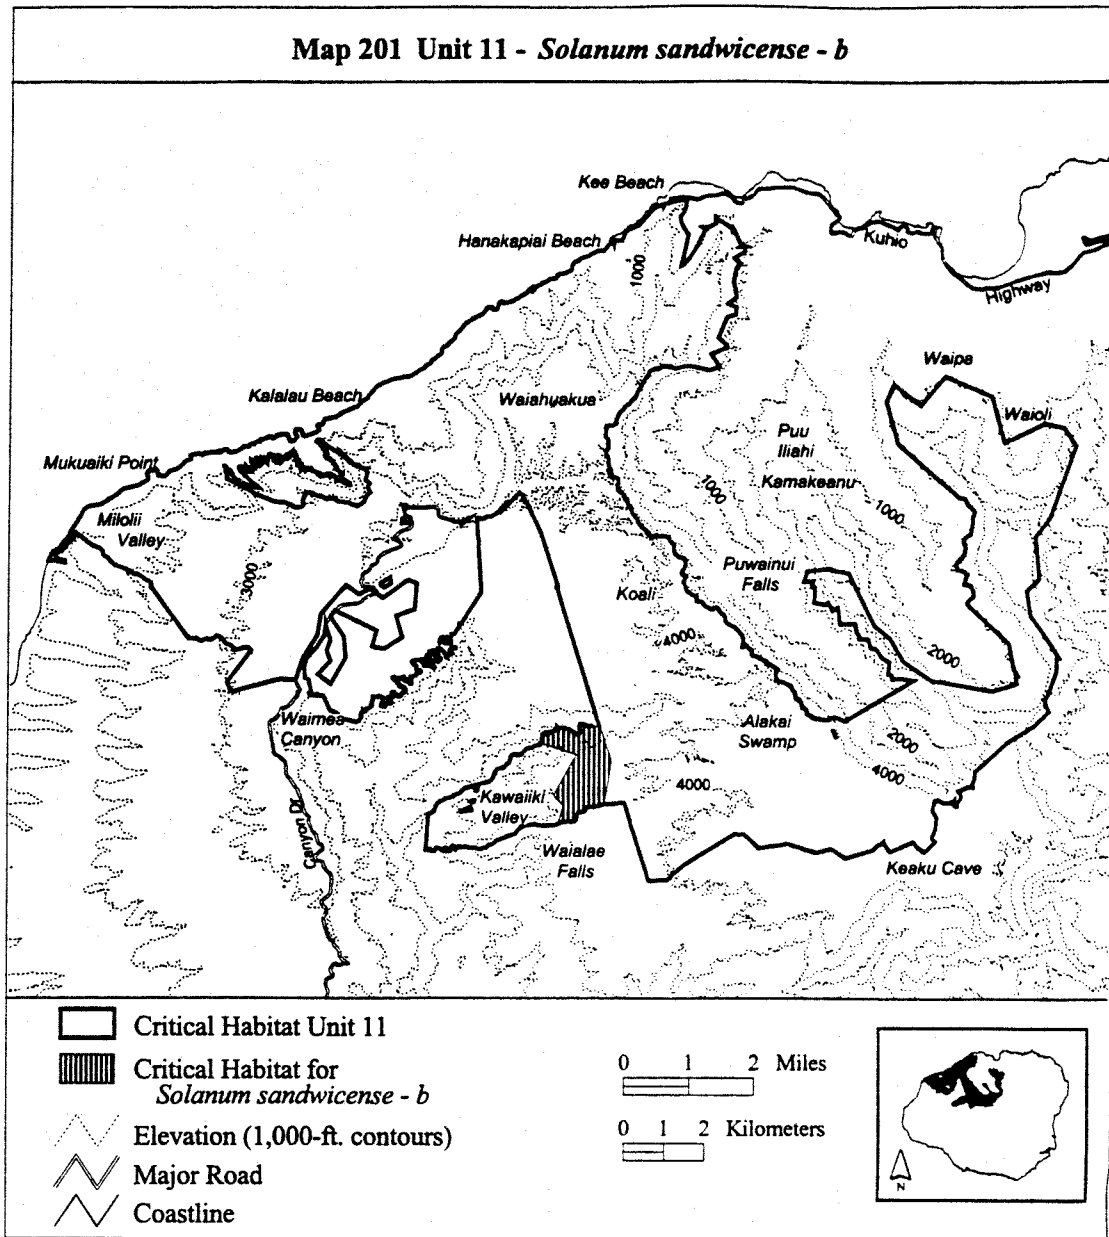 Map 201 Unit 11 - Solanum sandwicense - b
Kee Beach
Hanakapiai Beach
Kuhio
Highway
1000
Waipa
Kalalau Beach
Waiahyakua
Waioli
Puu
Iliahi
Mukuaiki Point
Kamakeanu
1000
1000
Milolii
Valley
3000
Puwainui
Falls
Koali
4000
2000
Waimea
Canyon
Alakai
Swamp
2000
4000
4000
Kawaiiki
Valley
Canyon Dr
Waialae
Falls
Keaku Cave
Critical Habitat Unit 11
Critical Habitat for
Solanum sandwicense - b
Elevation (1,000-ft. contours)
Major Road
Coastline
0 1 2 Miles
0 1 2 Kilometers
N